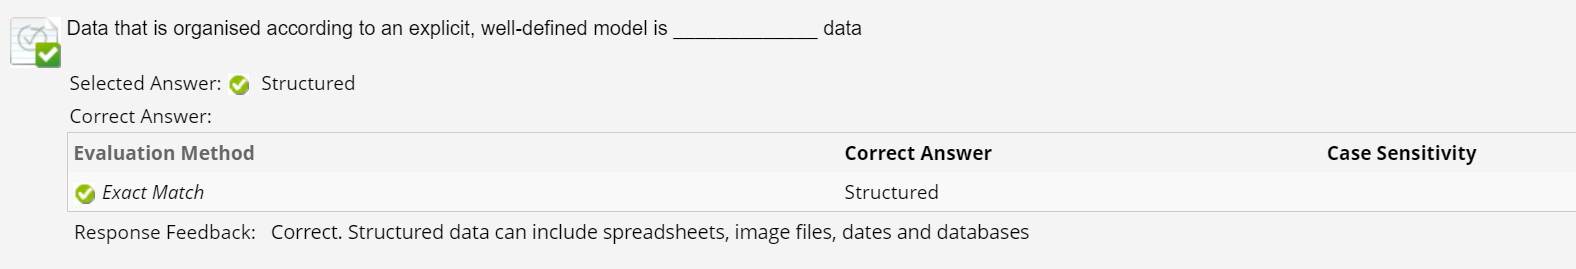 Data that is organised according to an explicit, well-defined model is _____________ data
Selected Answer: Structured
Correct Answer:
Evaluation Method Correct Answer Case Sensitivity
Exact Match Structured
Response Feedback: Correct. Structured data can include spreadsheets, image files, dates and databases